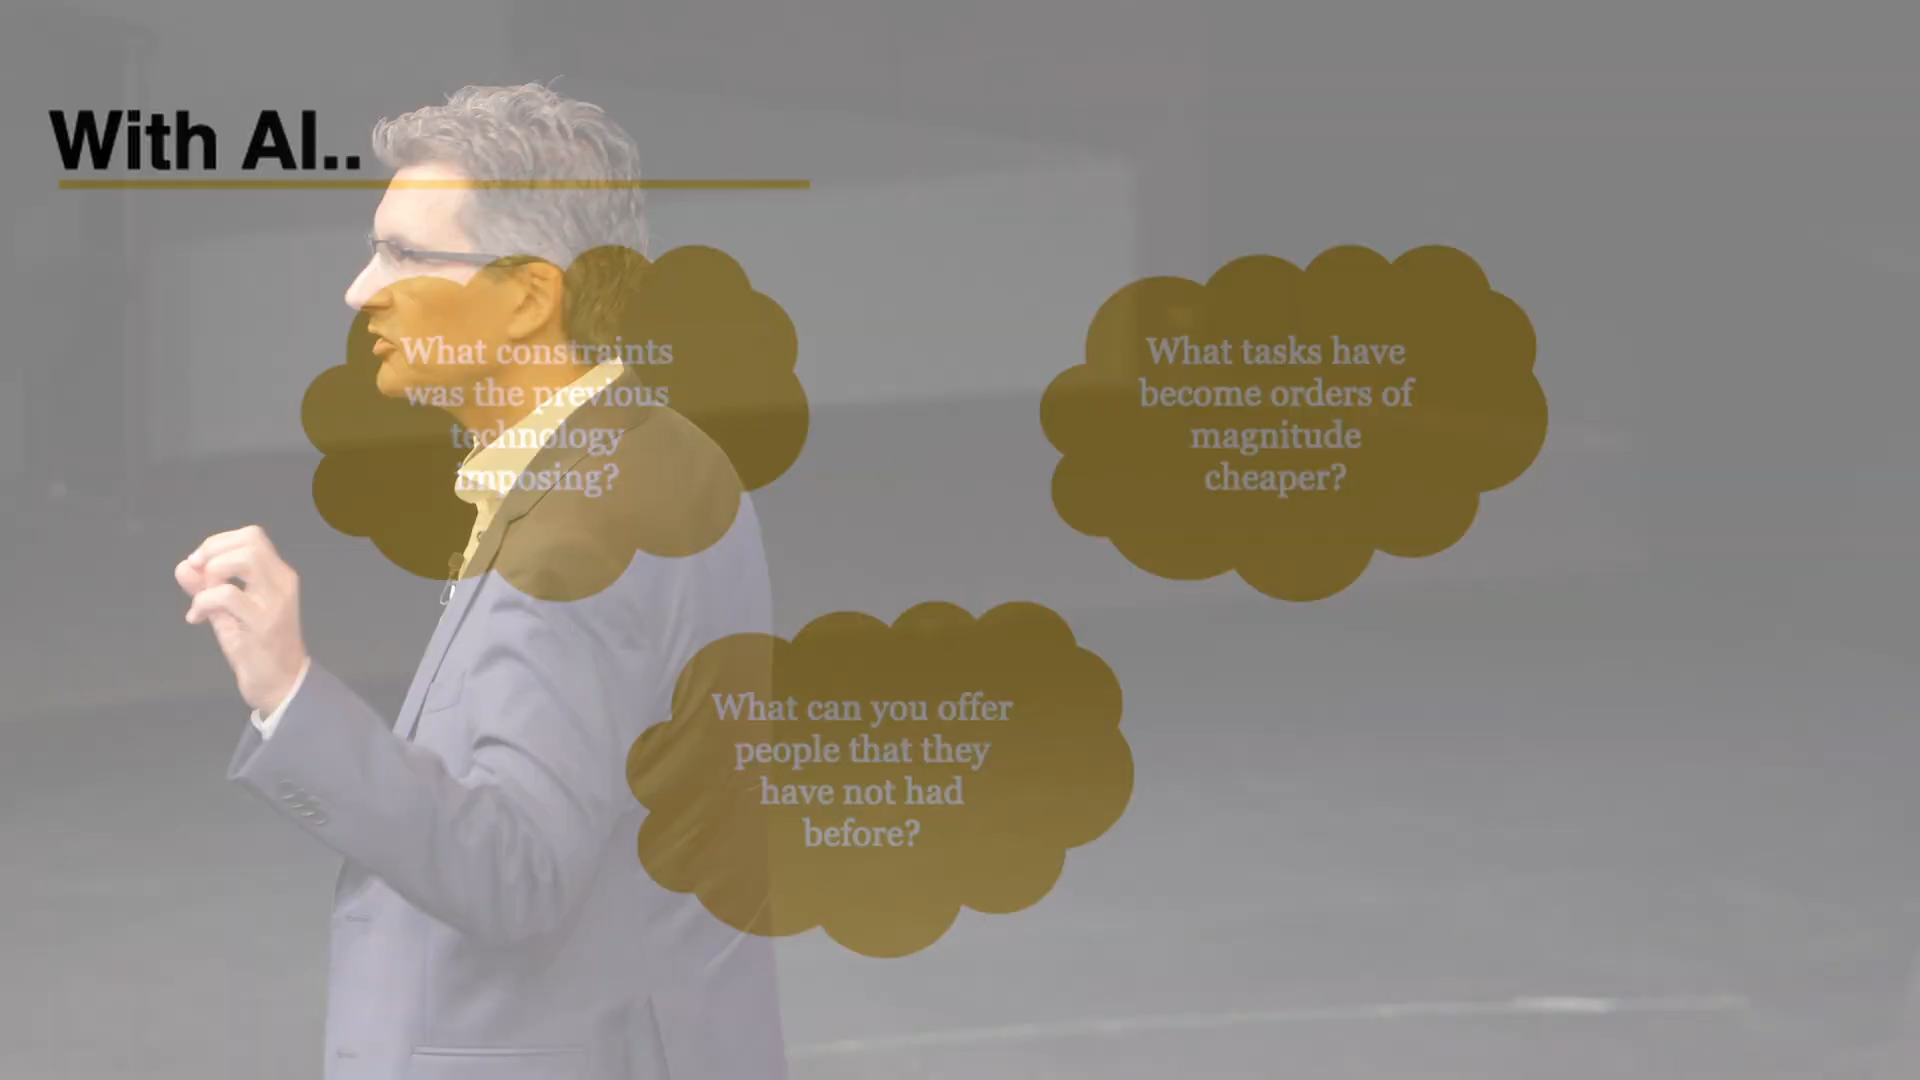 With AI..
What constraints
was the previous
technology
imposing?
What tasks have
become orders of
magnitude
cheaper?
What can you offer
people that they
have not had
before?